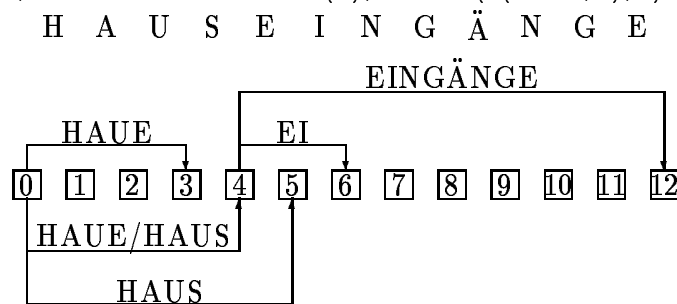 H A U S E I N G Ä N G E
EINGÄNGE
HAUE EI
0 1 2 3 4 5 6 7 8 9 10 11 12
HAUE/HAUS
HAUS